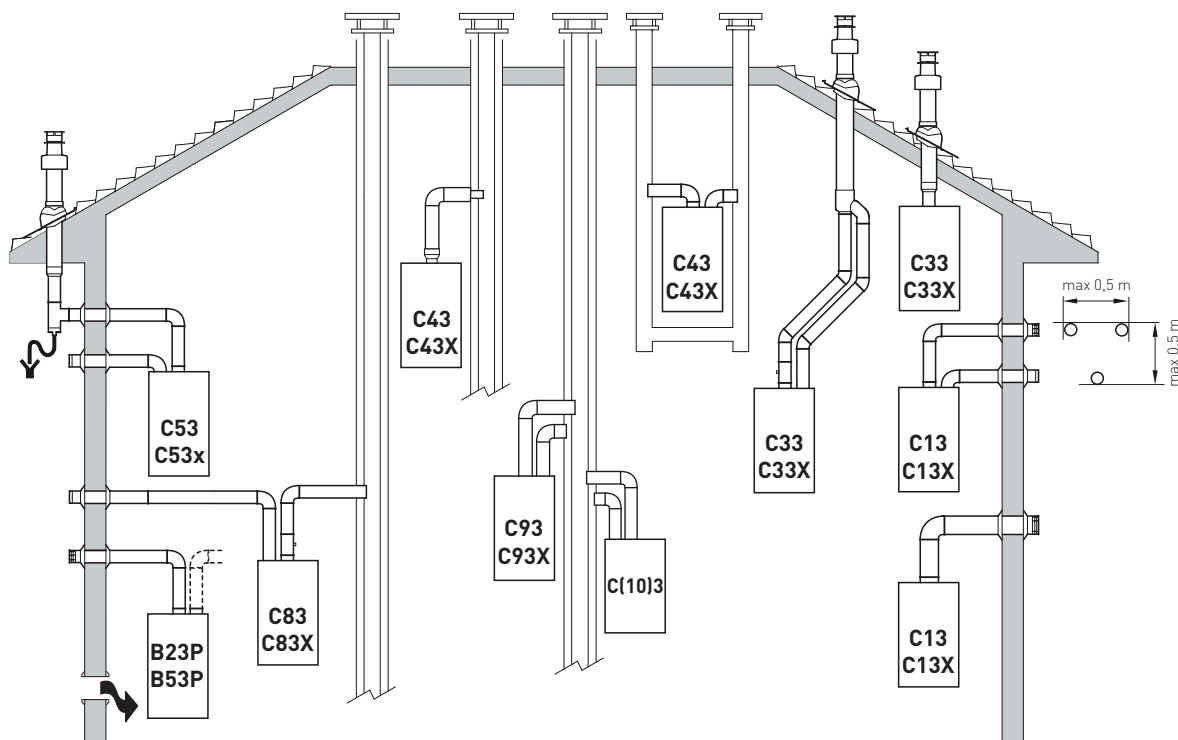 C43
C43X
C33
C33X
max 0,5 m
C43
C43X
max 0,5 m
C53
C53x
C33
C33X
C13
C13X
C93
C93X
C(10)3
C83
C83X
C13
C13X
B23P
B53P